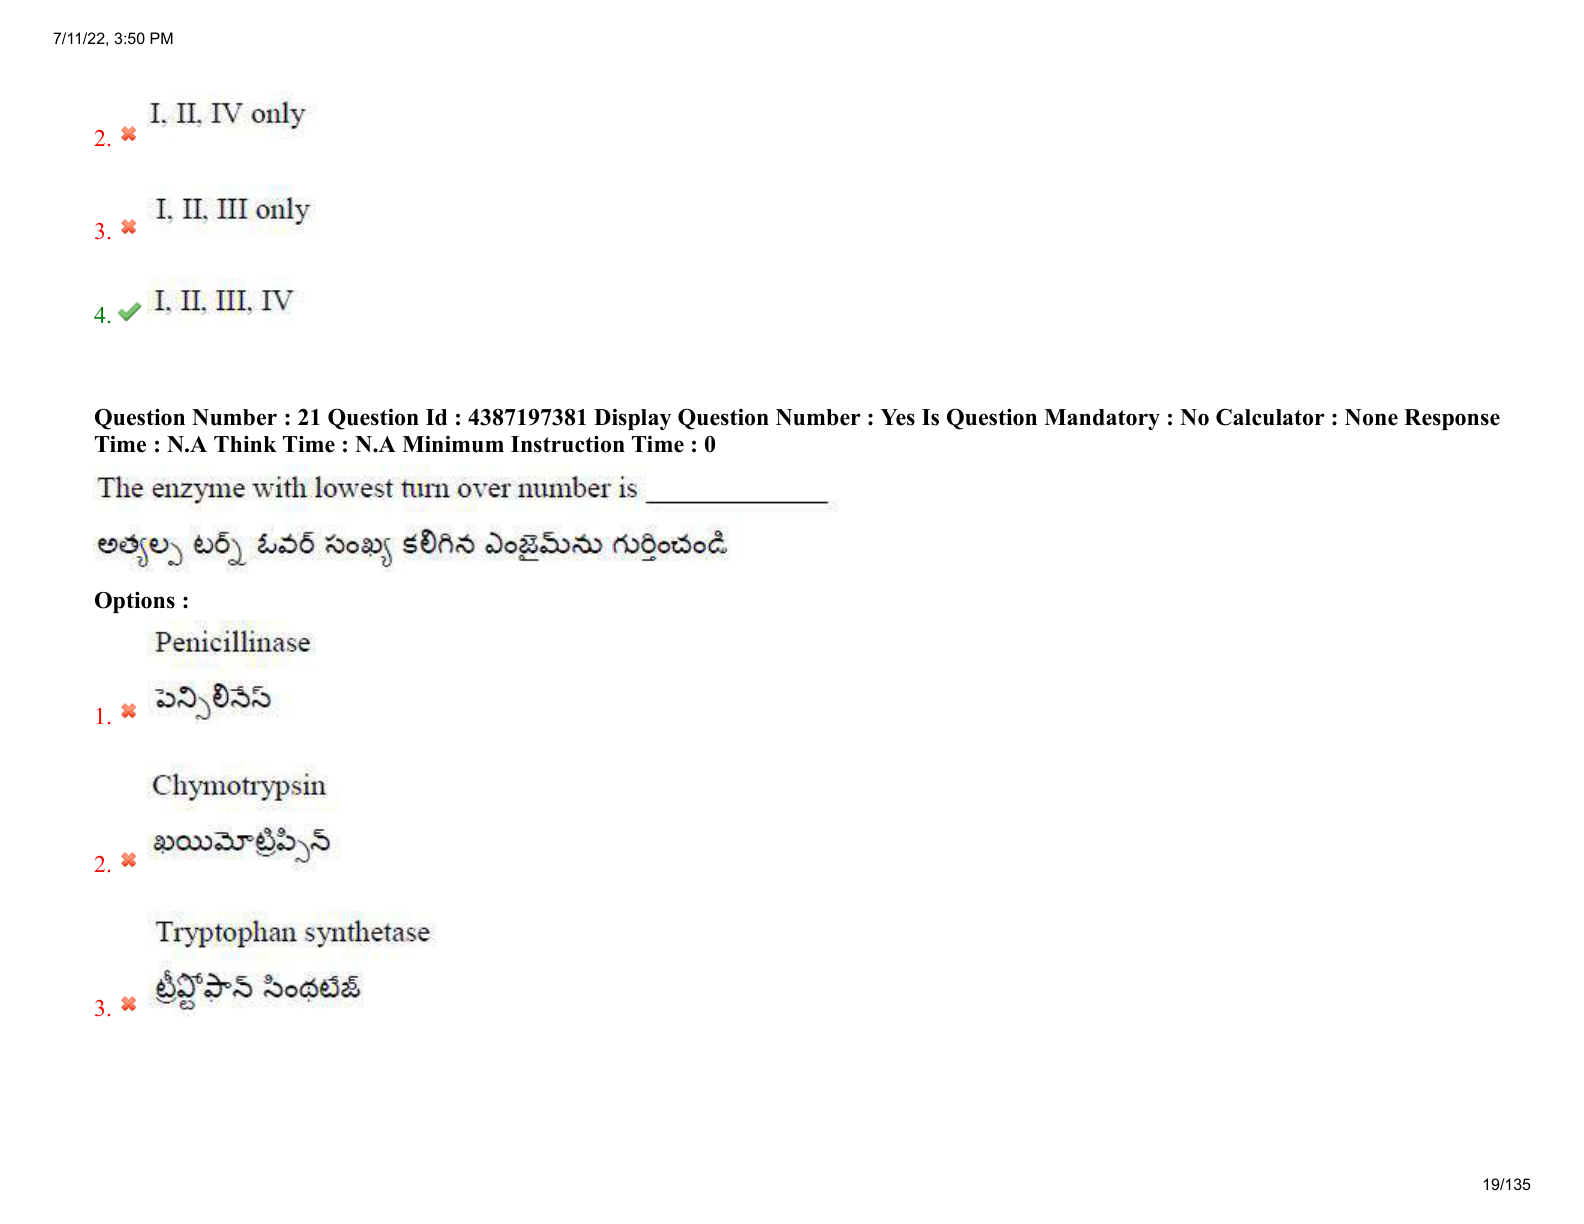 7/11/22, 3:50 PM
I, II, IV only
2.
I, II, III only
3.
I, II, III, IV
4.
Question Number : 21 Question Id : 4387197381 Display Question Number : Yes Is Question Mandatory : No Calculator : None Response
Time : N.A Think Time : N.A Minimum Instruction Time : 0
The enzyme with lowest turn over number is ____________
అత్యల్ప టర్న్ ఓవర్ సంఖ్య కలిగిన ఎంజైమ్‌ను గుర్తించండి
Options :
Penicillinase
పెన్సిలినేస్
1.
Chymotrypsin
ఖయిమోట్రిప్సిన్
2.
Tryptophan synthetase
ట్రీప్టోఫాన్ సింథటేజ్
3.
19/135